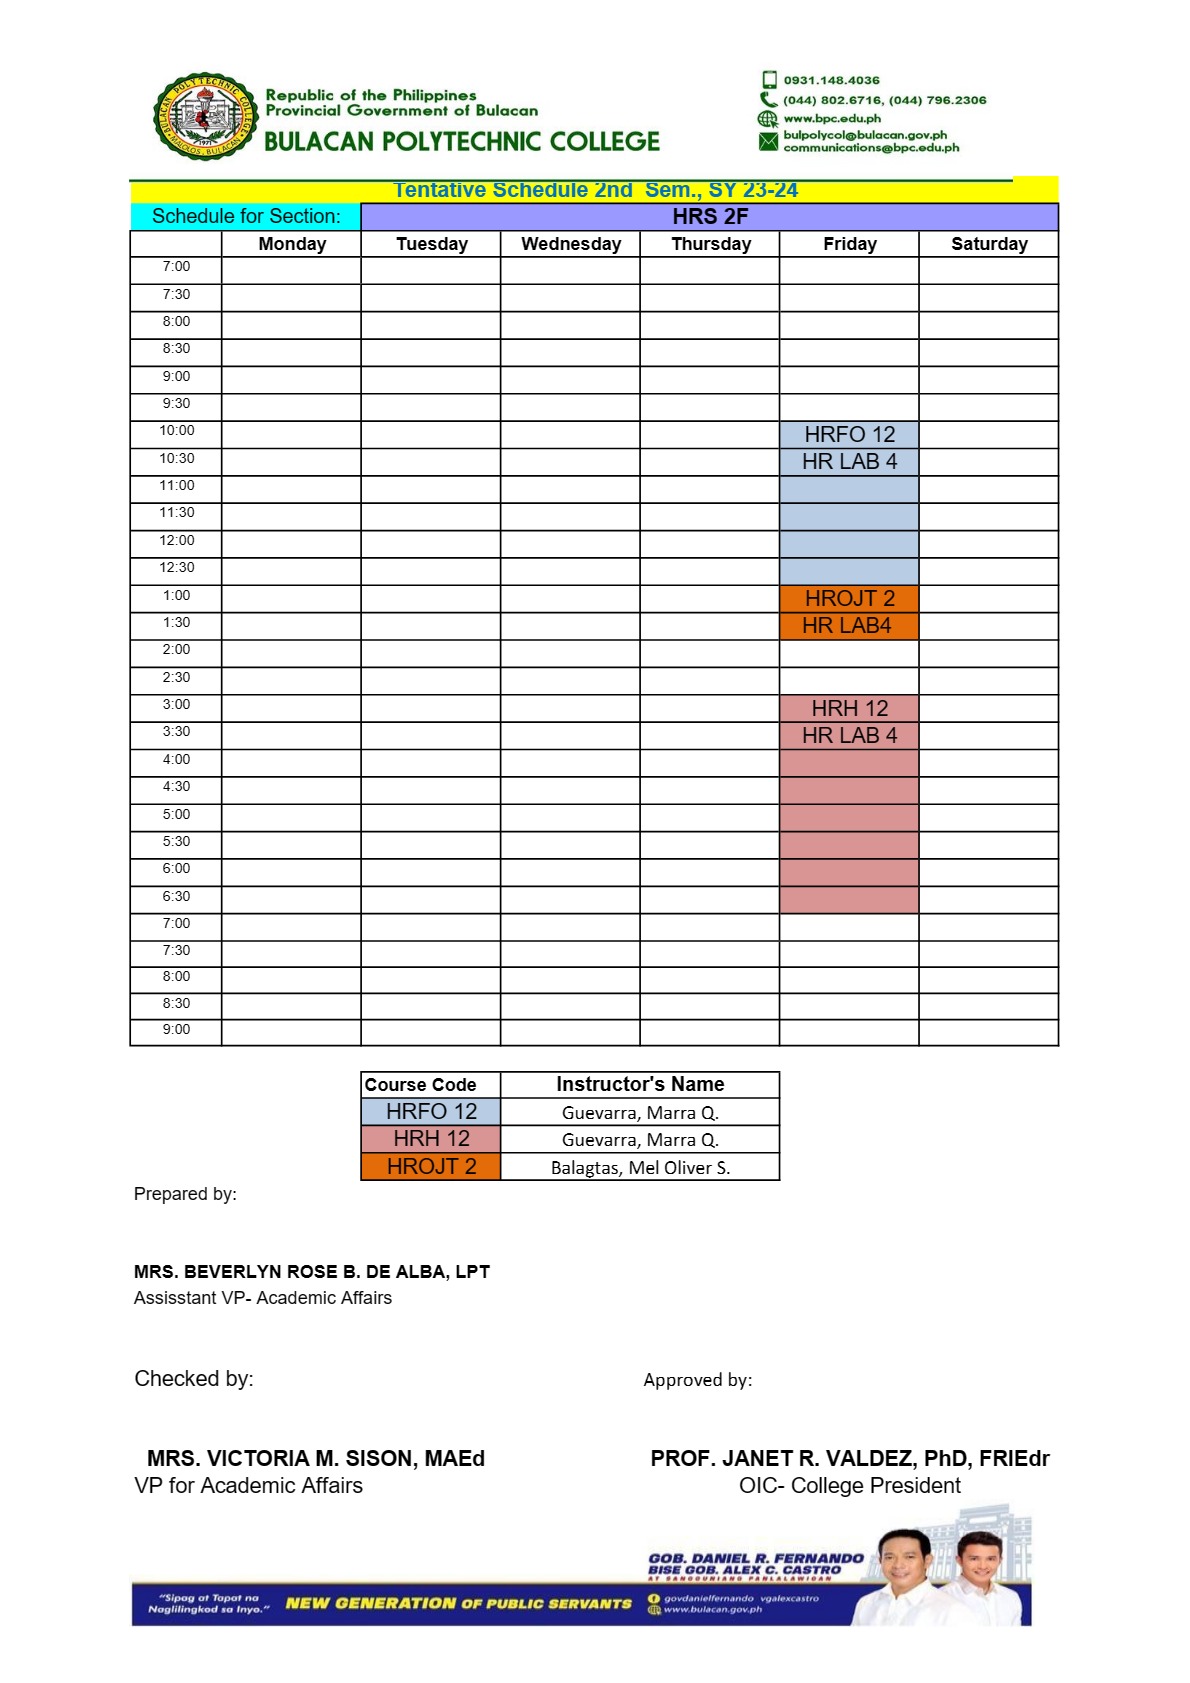 BULACAN POLYTECHNIC COLLEGE
MALOLOS, BULACAN
1971
Republic of the Philippines
Provincial Government of Bulacan
BULACAN POLYTECHNIC COLLEGE
0931.148.4036
(044) 802.6716, (044) 796.2306
www.bpc.edu.ph
bulpolycol@bulacan.gov.ph
communications@bpc.edu.ph
Tentative Schedule 2nd Sem., SY 23-24
Schedule for Section: HRS 2F
Monday Tuesday Wednesday Thursday Friday Saturday
7:00
7:30
8:00
8:30
9:00
9:30
10:00 HRFO 12
10:30 HR LAB 4
11:00
11:30
12:00
12:30
1:00 HROJT 2
1:30 HR LAB4
2:00
2:30
3:00 HRH 12
3:30 HR LAB 4
4:00
4:30
5:00
5:30
6:00
6:30
7:00
7:30
8:00
8:30
9:00
Course Code Instructor's Name
HRFO 12 Guevarra, Marra Q.
HRH 12 Guevarra, Marra Q.
HROJT 2 Balagtas, Mel Oliver S.
Prepared by:
MRS. BEVERLYN ROSE B. DE ALBA, LPT
Assisstant VP- Academic Affairs
Checked by: Approved by:
MRS. VICTORIA M. SISON, MAEd PROF. JANET R. VALDEZ, PhD, FRIEdr
VP for Academic Affairs OIC- College President
GOB. DANIEL R. FERNANDO
BISE GOB. ALEX C. CASTRO
AT SANGGUNIANG PANLALAWIGAN
"Sipag at Tapat na
Naglilingkod sa Inyo."
NEW GENERATION OF PUBLIC SERVANTS
govdanielfernando vgalexcastro
www.bulacan.gov.ph